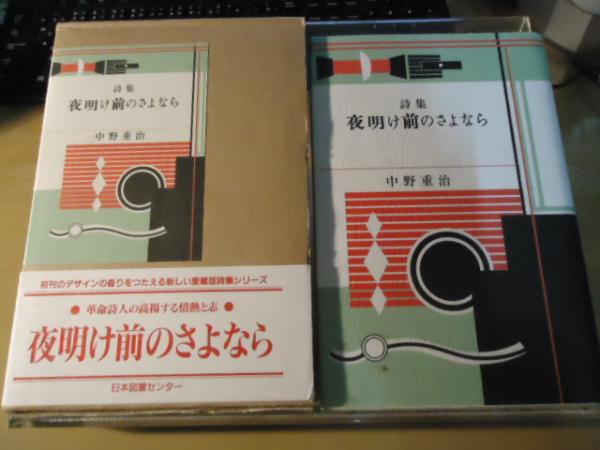 詩集
夜明け前のさよなら
中野重治
初刊のデザインの香りをつたえる新しい愛蔵版詩集シリーズ
● 革命詩人の高揚する情熱と志 ●
夜明け前のさよなら
日本図書センター
詩集
夜明け前のさよなら
中野重治